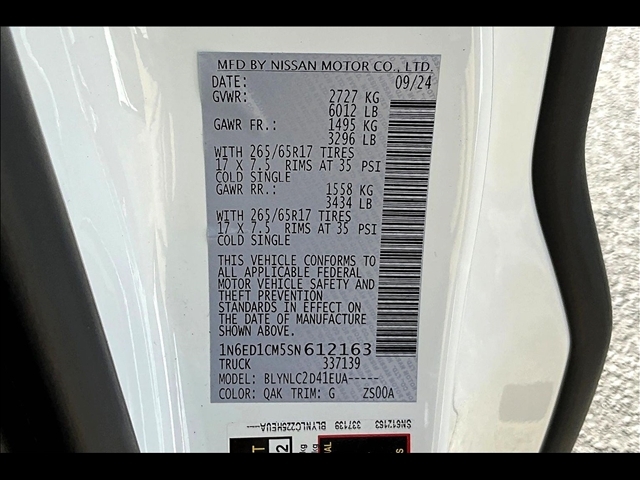 MFD BY NISSAN MOTOR CO., LTD.
DATE: 09/24
GVWR: 2727 KG
6012 LB
GAWR FR.: 1495 KG
3296 LB
WITH 265/65R17 TIRES
17 X 7.5 RIMS AT 35 PSI
COLD SINGLE
GAWR RR.: 1558 KG
3434 LB
WITH 265/65R17 TIRES
17 X 7.5 RIMS AT 35 PSI
COLD SINGLE
THIS VEHICLE CONFORMS TO
ALL APPLICABLE FEDERAL
MOTOR VEHICLE SAFETY AND
THEFT PREVENTION
STANDARDS IN EFFECT ON
THE DATE OF MANUFACTURE
SHOWN ABOVE.
1N6ED1CM5SN612163
TRUCK 337139
MODEL: BLYNLC2D41EUA-----
COLOR: QAK TRIM: G ZS00A
SN612163 337139 BLYNLC225HEUA----